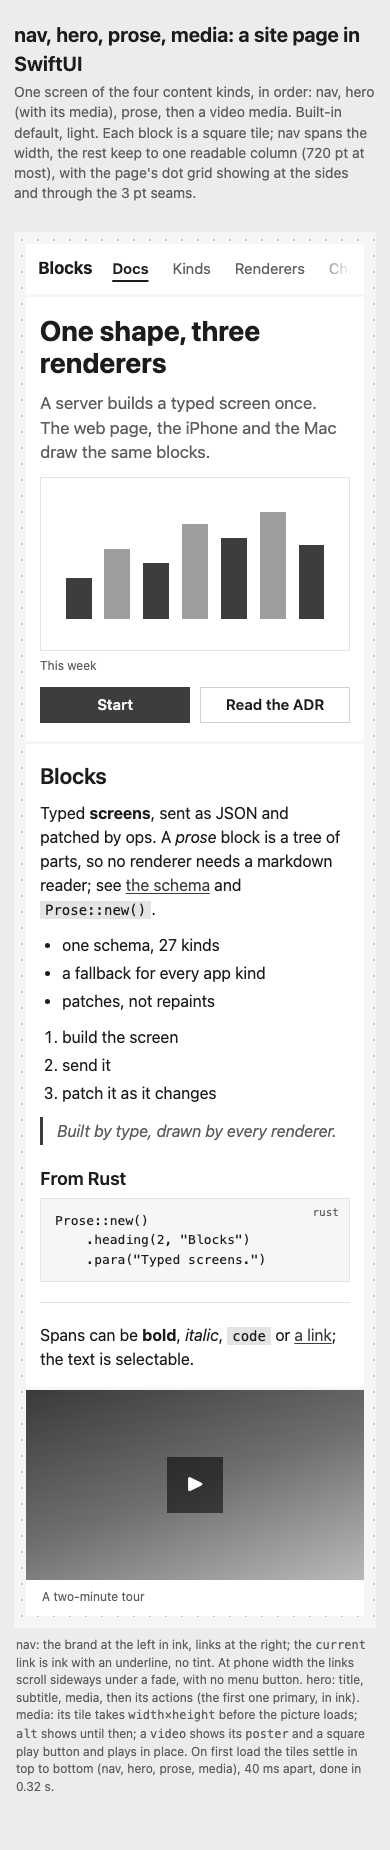 nav, hero, prose, media: a site page in
SwiftUI
One screen of the four content kinds, in order: nav, hero
(with its media), prose, then a video media. Built-in
default, light. Each block is a square tile; nav spans the
width, the rest keep to one readable column (720 pt at
most), with the page's dot grid showing at the sides
and through the 3 pt seams.
Blocks Docs Kinds Renderers Ch
One shape, three
renderers
A server builds a typed screen once.
The web page, the iPhone and the Mac
draw the same blocks.
This week
Start Read the ADR
Blocks
Typed screens, sent as JSON and
patched by ops. A prose block is a tree of
parts, so no renderer needs a markdown
reader; see the schema and
Prose::new().
• one schema, 27 kinds
• a fallback for every app kind
• patches, not repaints
1. build the screen
2. send it
3. patch it as it changes
Built by type, drawn by every renderer.
From Rust
rust
Prose::new()
    .heading(2, "Blocks")
    .para("Typed screens.")
Spans can be bold, italic, code or a link;
the text is selectable.
A two-minute tour
nav: the brand at the left in ink, links at the right; the current
link is ink with an underline, no tint. At phone width the links
scroll sideways under a fade, with no menu button. hero: title,
subtitle, media, then its actions (the first one primary, in ink).
media: its tile takes width×height before the picture loads;
alt shows until then; a video shows its poster and a square
play button and plays in place. On first load the tiles settle in
top to bottom (nav, hero, prose, media), 40 ms apart, done in
0.32 s.